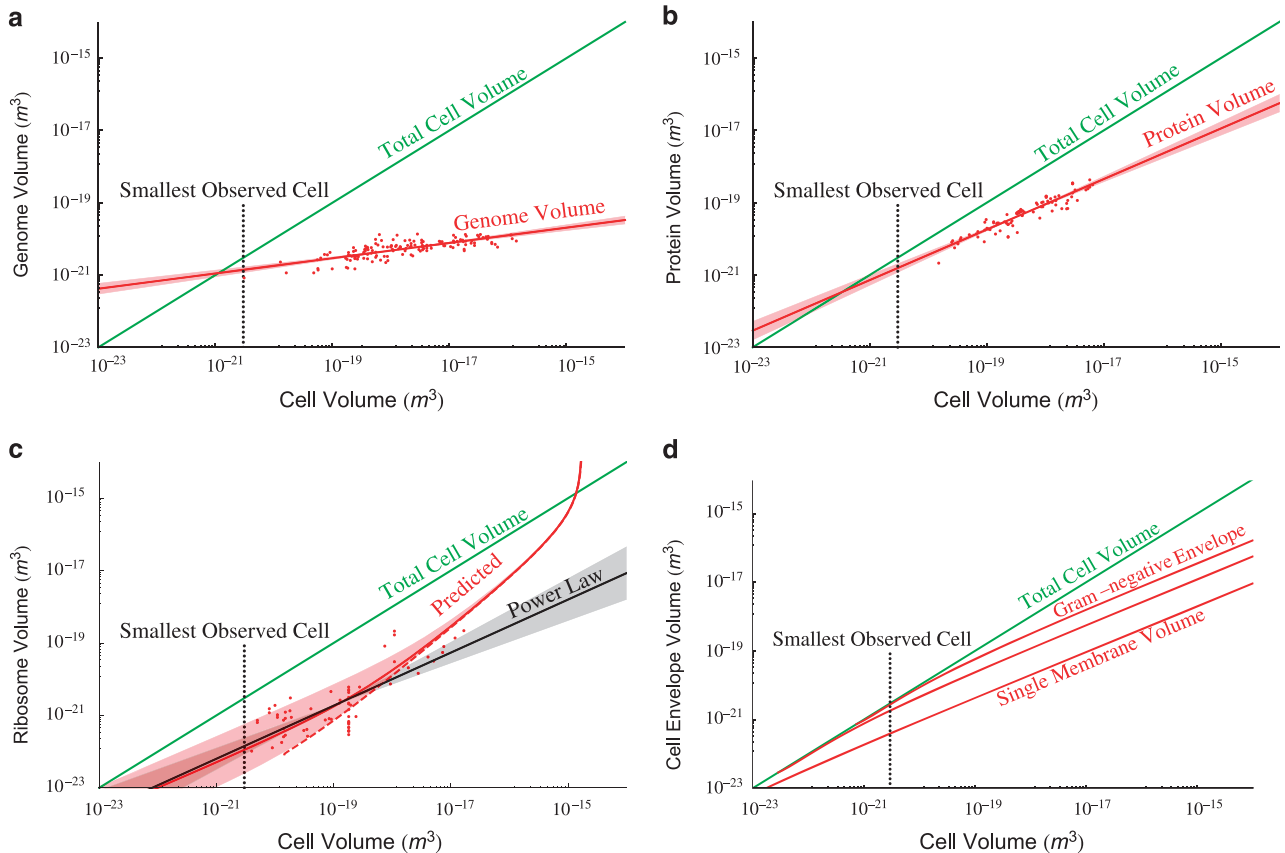 a
Genome Volume (m³)
10⁻¹⁵
10⁻¹⁷
10⁻¹⁹
10⁻²¹
10⁻²³
Total Cell Volume
Smallest Observed Cell
Genome Volume
10⁻²³
10⁻²¹
10⁻¹⁹
10⁻¹⁷
10⁻¹⁵
Cell Volume (m³)
b
Protein Volume (m³)
10⁻¹⁵
10⁻¹⁷
10⁻¹⁹
10⁻²¹
10⁻²³
Total Cell Volume
Protein Volume
Smallest Observed Cell
10⁻²³
10⁻²¹
10⁻¹⁹
10⁻¹⁷
10⁻¹⁵
Cell Volume (m³)
c
Ribosome Volume (m³)
10⁻¹⁵
10⁻¹⁷
10⁻¹⁹
10⁻²¹
10⁻²³
Total Cell Volume
Predicted
Power Law
Smallest Observed Cell
10⁻²³
10⁻²¹
10⁻¹⁹
10⁻¹⁷
10⁻¹⁵
Cell Volume (m³)
d
Cell Envelope Volume (m³)
10⁻¹⁵
10⁻¹⁷
10⁻¹⁹
10⁻²¹
10⁻²³
Total Cell Volume
Gram –negative Envelope
Smallest Observed Cell
Single Membrane Volume
10⁻²³
10⁻²¹
10⁻¹⁹
10⁻¹⁷
10⁻¹⁵
Cell Volume (m³)